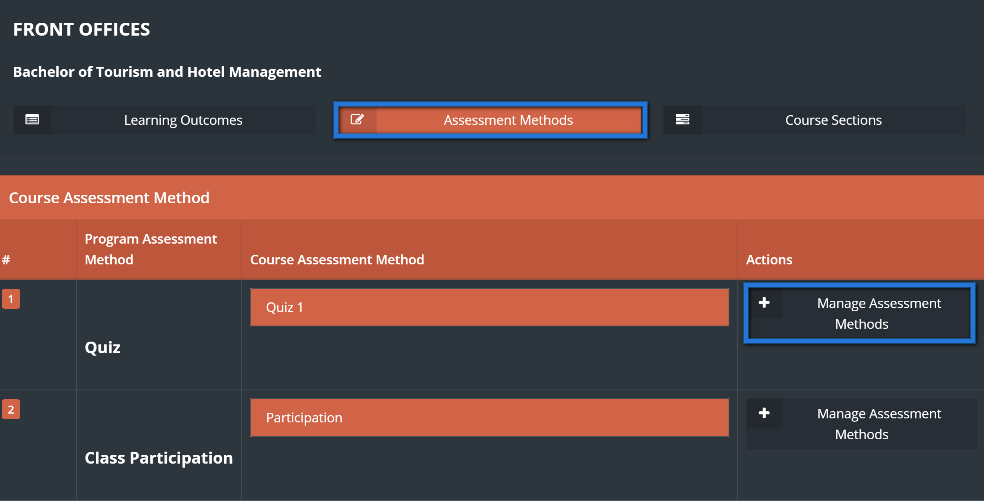 FRONT OFFICES
Bachelor of Tourism and Hotel Management
Learning Outcomes
Assessment Methods
Course Sections
Course Assessment Method
#
Program Assessment
Method
Course Assessment Method
Actions
1
Quiz
Quiz 1
Manage Assessment
Methods
2
Class Participation
Participation
Manage Assessment
Methods